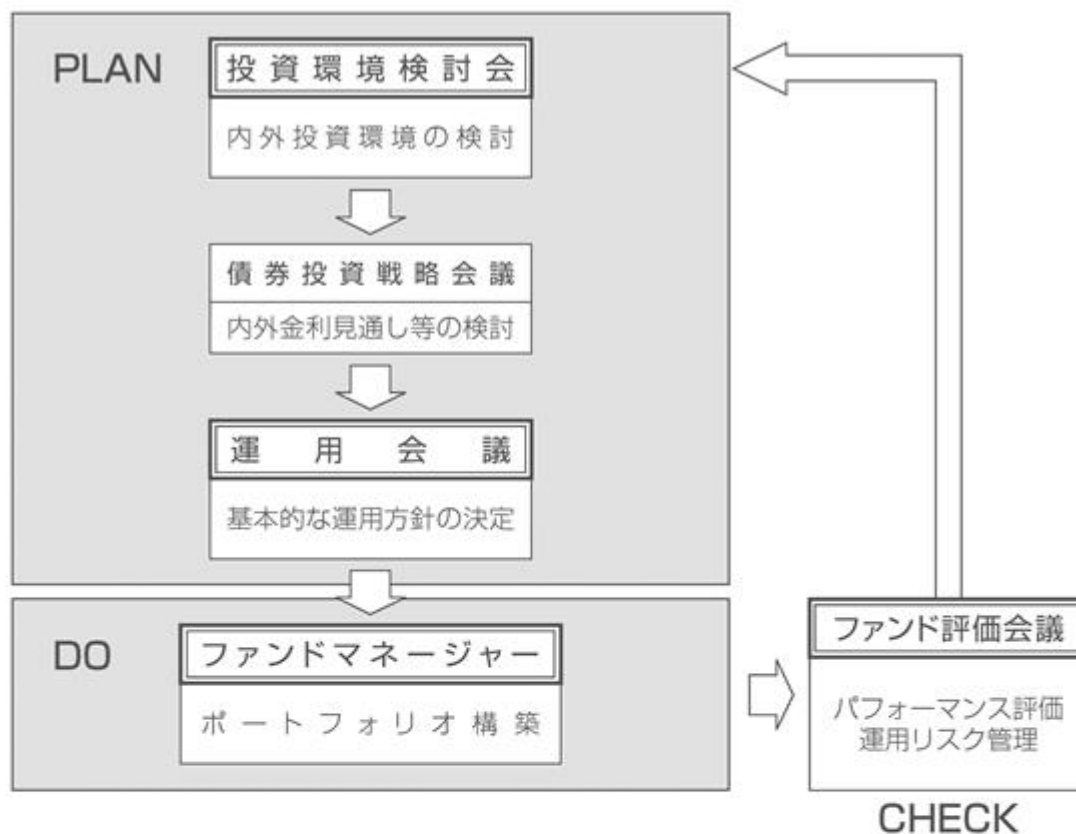 PLAN
投資環境検討会
内外投資環境の検討
債券投資戦略会議
内外金利見通し等の検討
運用会議
基本的な運用方針の決定
DO
ファンドマネージャー
ポートフォリオ構築
ファンド評価会議
パフォーマンス評価
運用リスク管理
CHECK